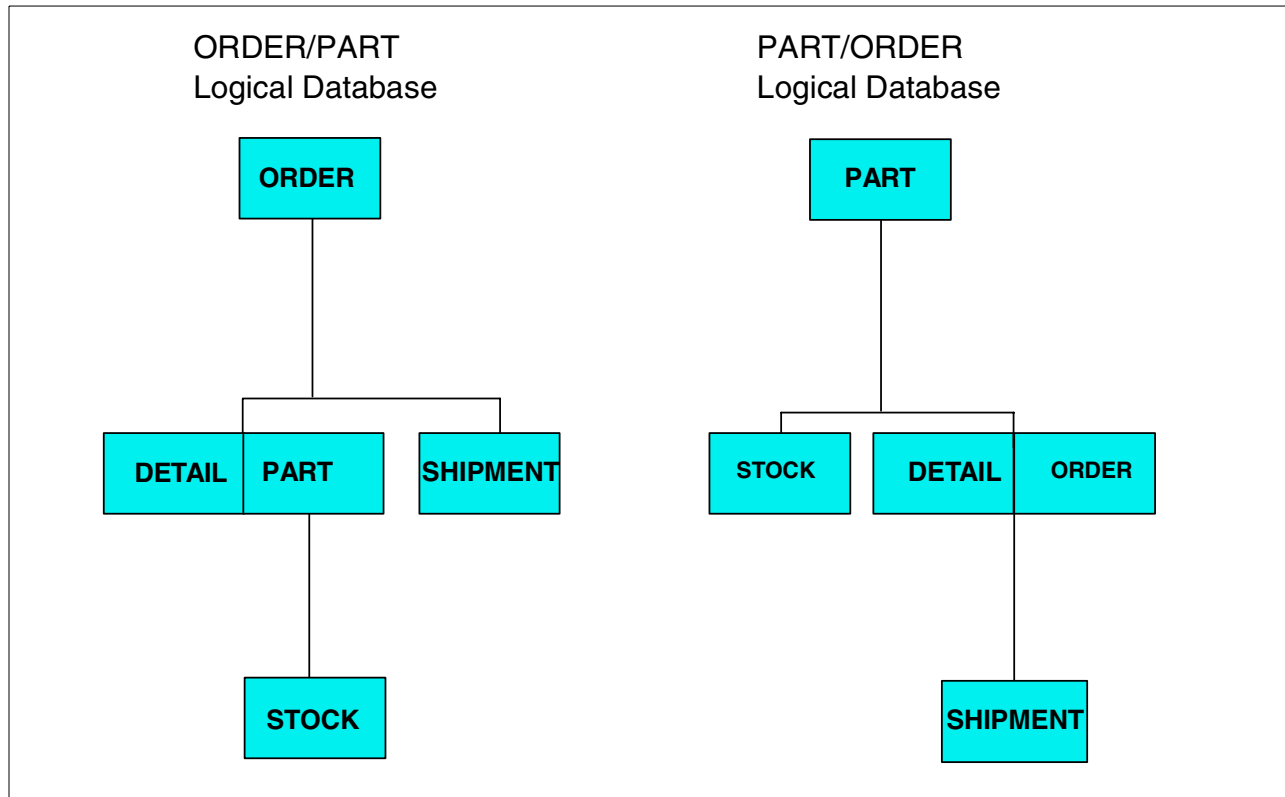 ORDER/PART
Logical Database
ORDER
DETAIL
PART
SHIPMENT
STOCK
PART/ORDER
Logical Database
PART
STOCK
DETAIL
ORDER
SHIPMENT